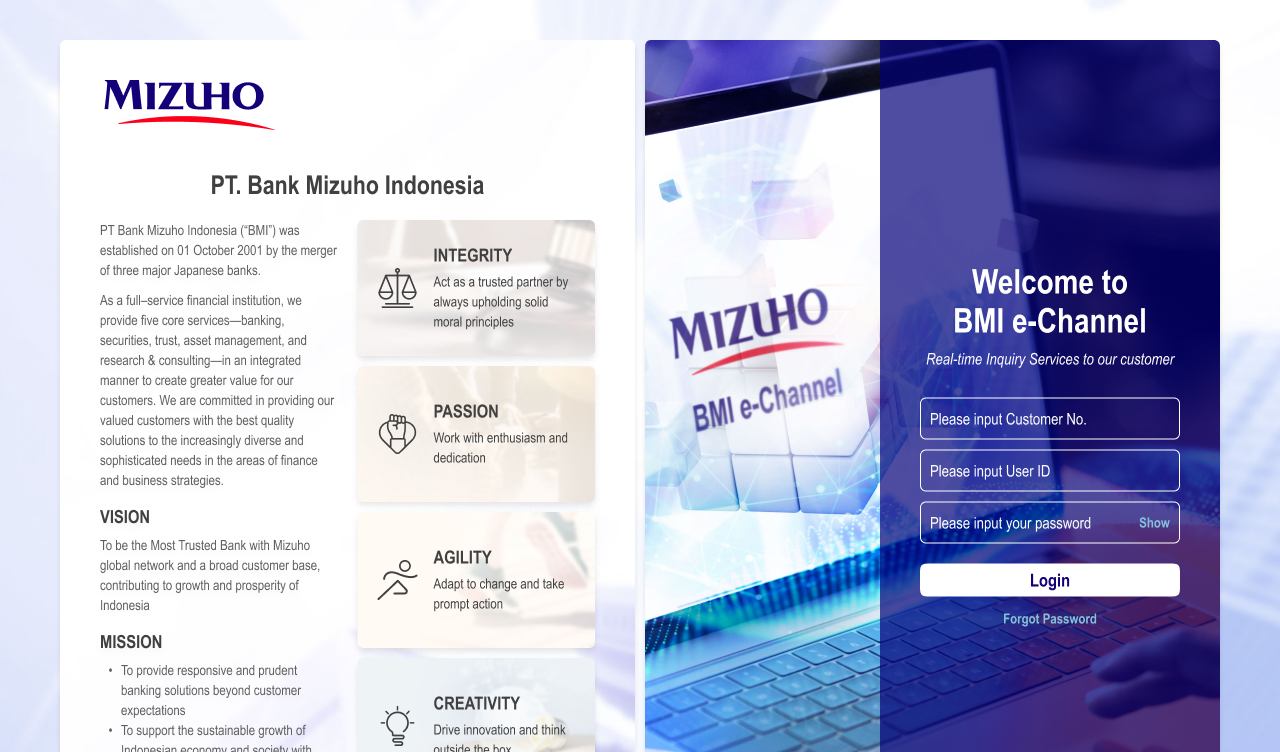 MIZUHO
PT. Bank Mizuho Indonesia
PT Bank Mizuho Indonesia (“BMI”) was
established on 01 October 2001 by the merger
of three major Japanese banks.
As a full–service financial institution, we
provide five core services—banking,
securities, trust, asset management, and
research & consulting—in an integrated
manner to create greater value for our
customers. We are committed in providing our
valued customers with the best quality
solutions to the increasingly diverse and
sophisticated needs in the areas of finance
and business strategies.
VISION
To be the Most Trusted Bank with Mizuho
global network and a broad customer base,
contributing to growth and prosperity of
Indonesia
MISSION
• To provide responsive and prudent
banking solutions beyond customer
expectations
• To support the sustainable growth of
Indonesian economy and society with
INTEGRITY
Act as a trusted partner by
always upholding solid
moral principles
PASSION
Work with enthusiasm and
dedication
AGILITY
Adapt to change and take
prompt action
CREATIVITY
Drive innovation and think
outside the box
MIZUHO
BMI e-Channel
Welcome to
BMI e-Channel
Real-time Inquiry Services to our customer
Please input Customer No.
Please input User ID
Please input your password
Show
Login
Forgot Password